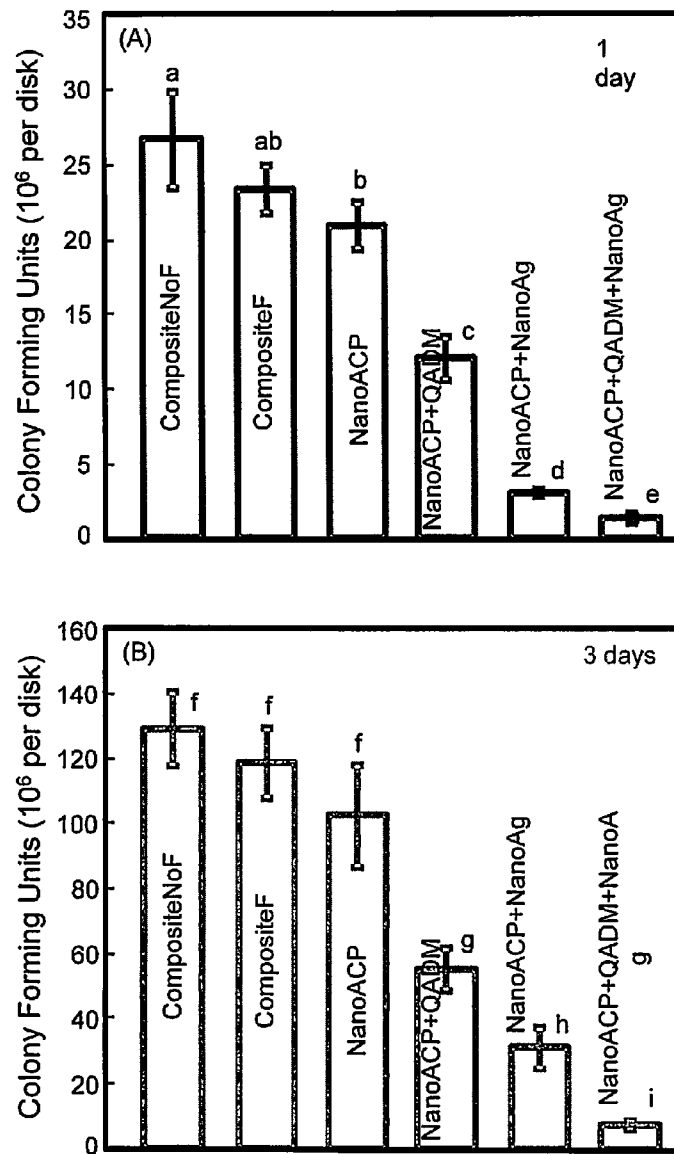 (A)
1
day
Colony Forming Units (10⁶ per disk)
35
30
25
20
15
10
5
0
a
ab
b
c
d
e
CompositeNoF
CompositeF
NanoACP
NanoACP+QADM
NanoACP+NanoAg
NanoACP+QADM+NanoAg
(B)
3 days
Colony Forming Units (10⁶ per disk)
160
140
120
100
80
60
40
20
0
f
f
f
g
h
i
CompositeNoF
CompositeF
NanoACP
NanoACP+QADM
NanoACP+NanoAg
NanoACP+QADM+NanoA
g